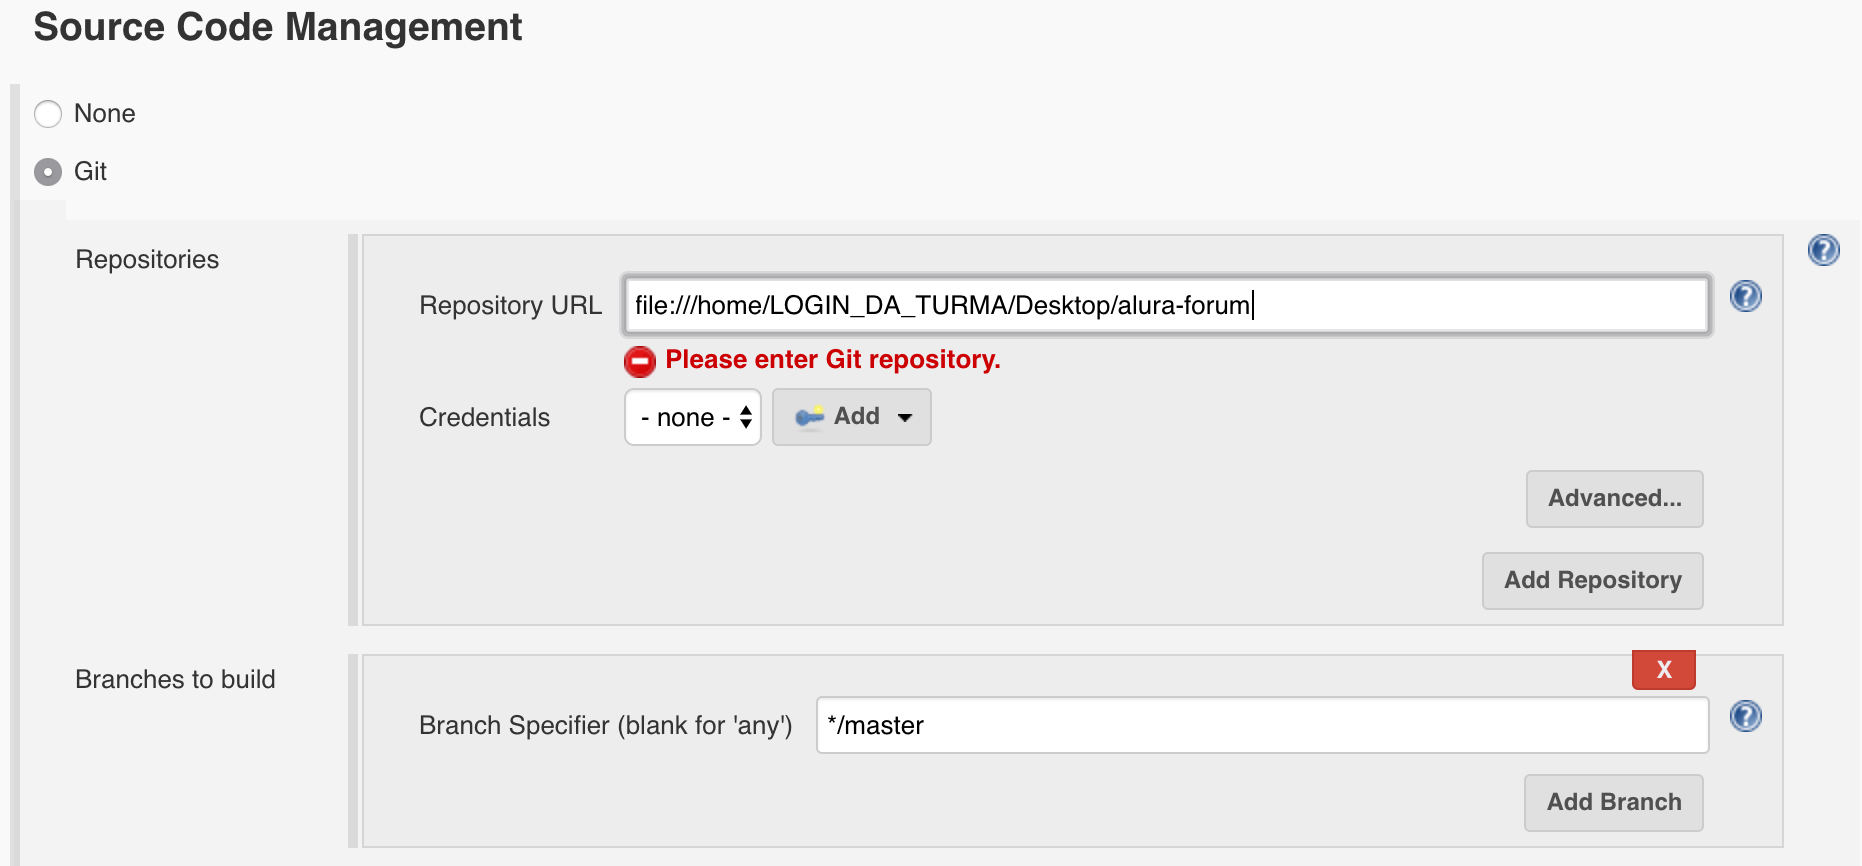 Source Code Management
None
Git
Repositories
Repository URL file:///home/LOGIN_DA_TURMA/Desktop/alura-forum
Please enter Git repository.
Credentials - none - Add
Advanced...
Add Repository
Branches to build
X
Branch Specifier (blank for 'any') */master
Add Branch